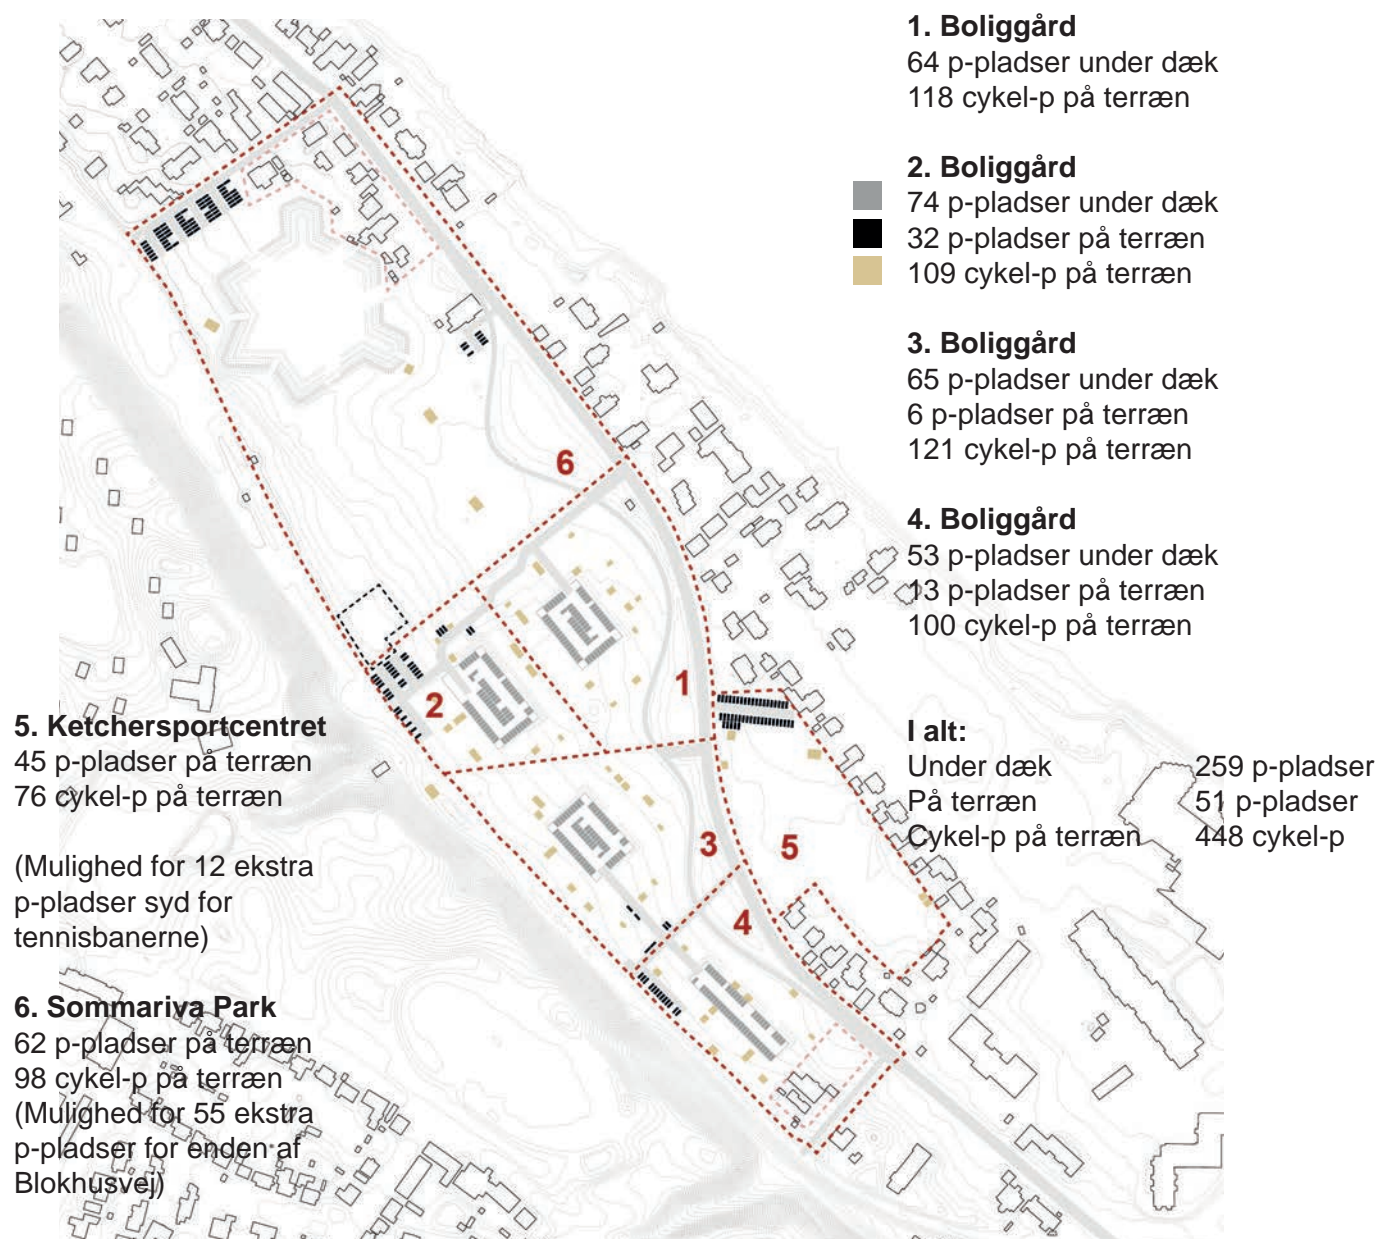 1. Boliggård
64 p-pladser under dæk
118 cykel-p på terræn
2. Boliggård
74 p-pladser under dæk
32 p-pladser på terræn
109 cykel-p på terræn
3. Boliggård
65 p-pladser under dæk
6 p-pladser på terræn
121 cykel-p på terræn
4. Boliggård
53 p-pladser under dæk
13 p-pladser på terræn
100 cykel-p på terræn
I alt:
Under dæk 259 p-pladser
På terræn 51 p-pladser
Cykel-p på terræn 448 cykel-p
5. Ketchersportcentret
45 p-pladser på terræn
76 cykel-p på terræn
(Mulighed for 12 ekstra
p-pladser syd for
tennisbanerne)
6. Sommariva Park
62 p-pladser på terræn
98 cykel-p på terræn
(Mulighed for 55 ekstra
p-pladser for enden af
Blokhusvej)
6
1
2
3
5
4